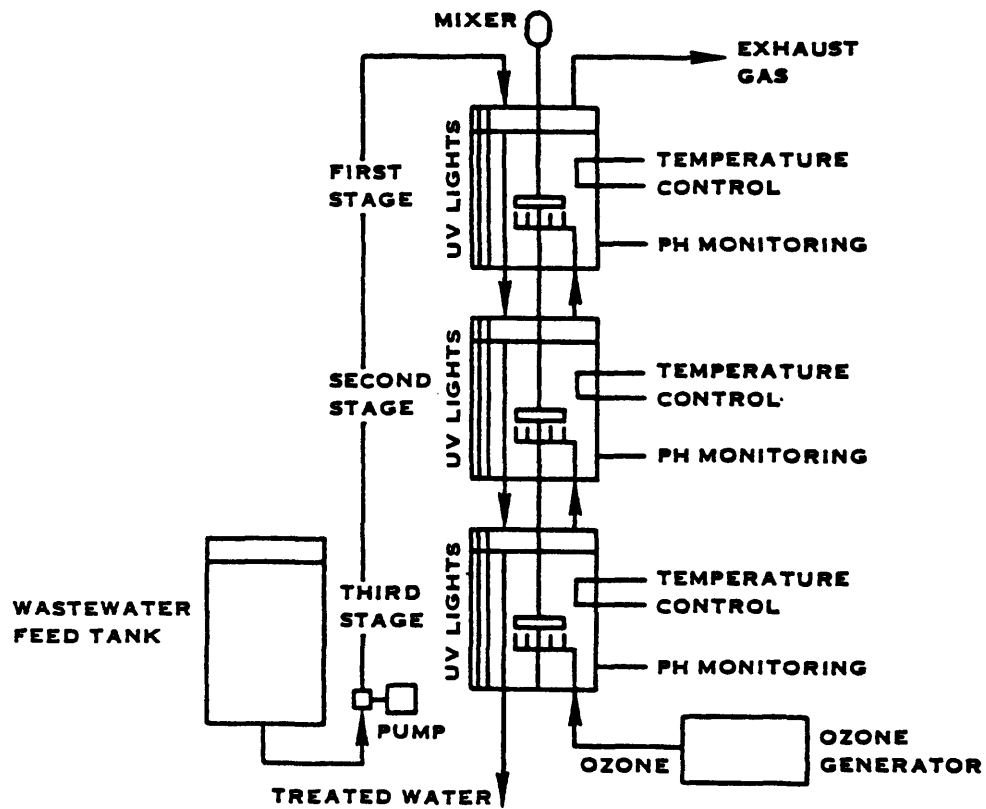 MIXER
EXHAUST
GAS
UV LIGHTS
TEMPERATURE
CONTROL
FIRST
STAGE
PH MONITORING
UV LIGHTS
TEMPERATURE
CONTROL
SECOND
STAGE
PH MONITORING
UV LIGHTS
TEMPERATURE
CONTROL
THIRD
STAGE
WASTEWATER
FEED TANK
PH MONITORING
PUMP
OZONE
OZONE
GENERATOR
TREATED WATER